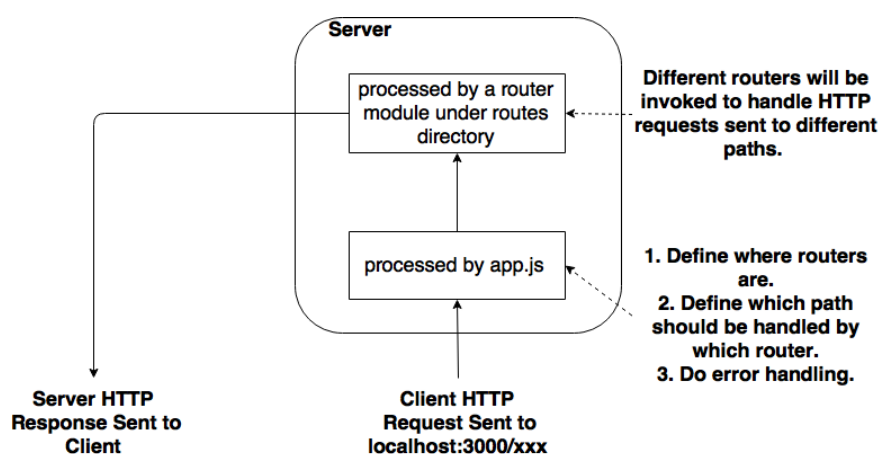 Server
processed by a router
module under routes
directory
Different routers will be
invoked to handle HTTP
requests sent to different
paths.
processed by app.js
1. Define where routers
are.
2. Define which path
should be handled by
which router.
3. Do error handling.
Server HTTP
Response Sent to
Client
Client HTTP
Request Sent to
localhost:3000/xxx